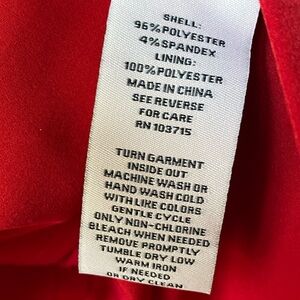 SHELL:
96% POLYESTER
4% SPANDEX
LINING:
100% POLYESTER
MADE IN CHINA
SEE REVERSE
FOR CARE
RN 103715
TURN GARMENT
INSIDE OUT
MACHINE WASH OR
HAND WASH COLD
WITH LIKE COLORS
GENTLE CYCLE
ONLY NON-CHLORINE
BLEACH WHEN NEEDED
REMOVE PROMPTLY
TUMBLE DRY LOW
WARM IRON
IF NEEDED
OR DRY CLEAN